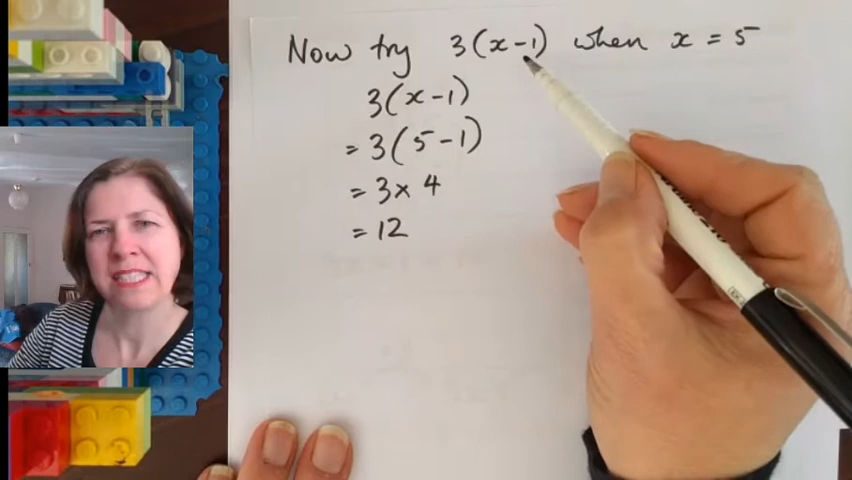 Now try 3(x-1) when x = 5
3(x-1)
= 3(5-1)
= 3 x 4
= 12